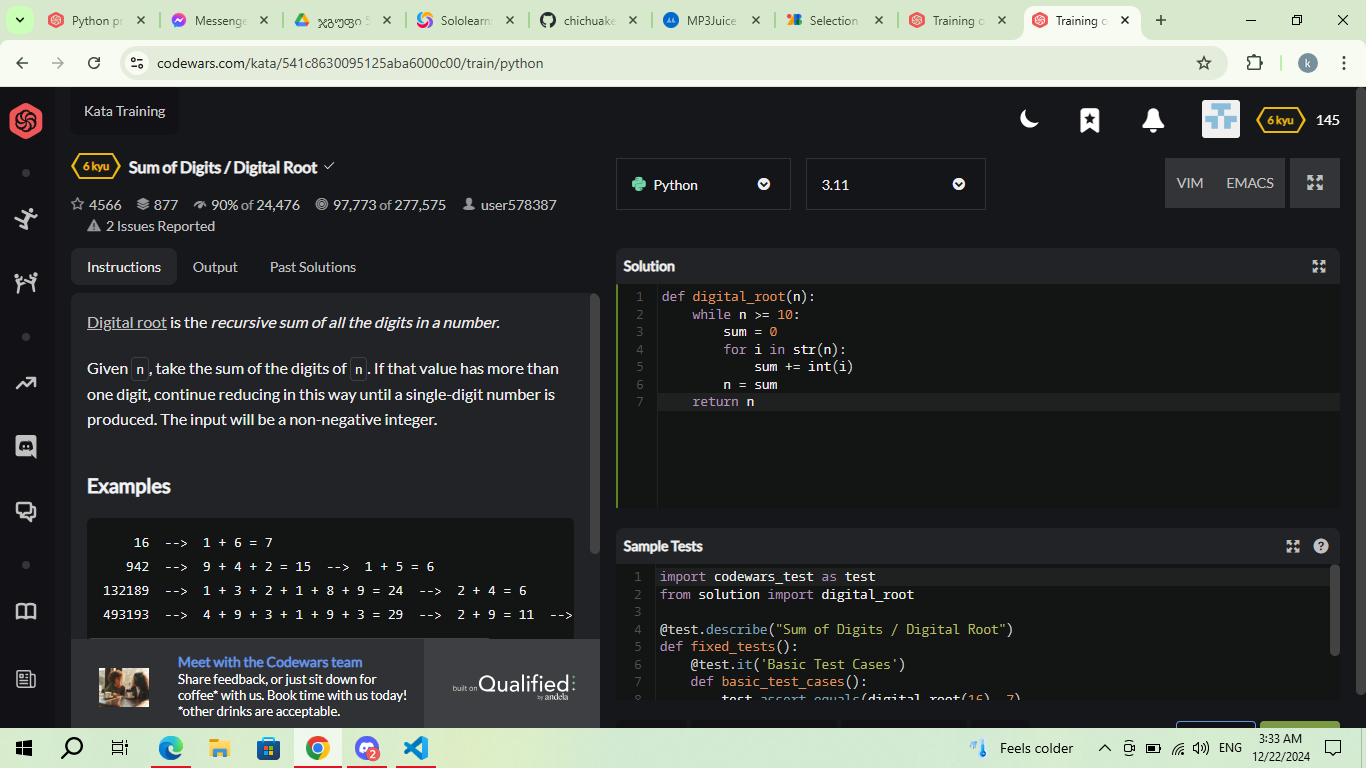 Python pr
Messenge
ჯგუფი 5
Sololearn
chichuake
MP3Juice
Selection
Training o
Training o
codewars.com/kata/541c8630095125aba6000c00/train/python
k
Kata Training
6 kyu
145
6 kyu
Sum of Digits / Digital Root
4566 877 90% of 24,476 97,773 of 277,575 user578387
2 Issues Reported
Python
3.11
VIM EMACS
Instructions Output Past Solutions
Digital root is the recursive sum of all the digits in a number.
Given n, take the sum of the digits of n. If that value has more than
one digit, continue reducing in this way until a single-digit number is
produced. The input will be a non-negative integer.
Examples
16 --> 1 + 6 = 7
942 --> 9 + 4 + 2 = 15 --> 1 + 5 = 6
132189 --> 1 + 3 + 2 + 1 + 8 + 9 = 24 --> 2 + 4 = 6
493193 --> 4 + 9 + 3 + 1 + 9 + 3 = 29 --> 2 + 9 = 11 -->
Meet with the Codewars team
Share feedback, or just sit down for
coffee* with us. Book time with us today!
*other drinks are acceptable.
built on Qualified
by andela
Solution
1 def digital_root(n):
2 while n >= 10:
3 sum = 0
4 for i in str(n):
5 sum += int(i)
6 n = sum
7 return n
Sample Tests
?
1 import codewars_test as test
2 from solution import digital_root
3
4 @test.describe("Sum of Digits / Digital Root")
5 def fixed_tests():
6 @test.it('Basic Test Cases')
7 def basic_test_cases():
8 test.assert_equals(digital_root(16), 7)
2
Feels colder
ENG
3:33 AM
12/22/2024